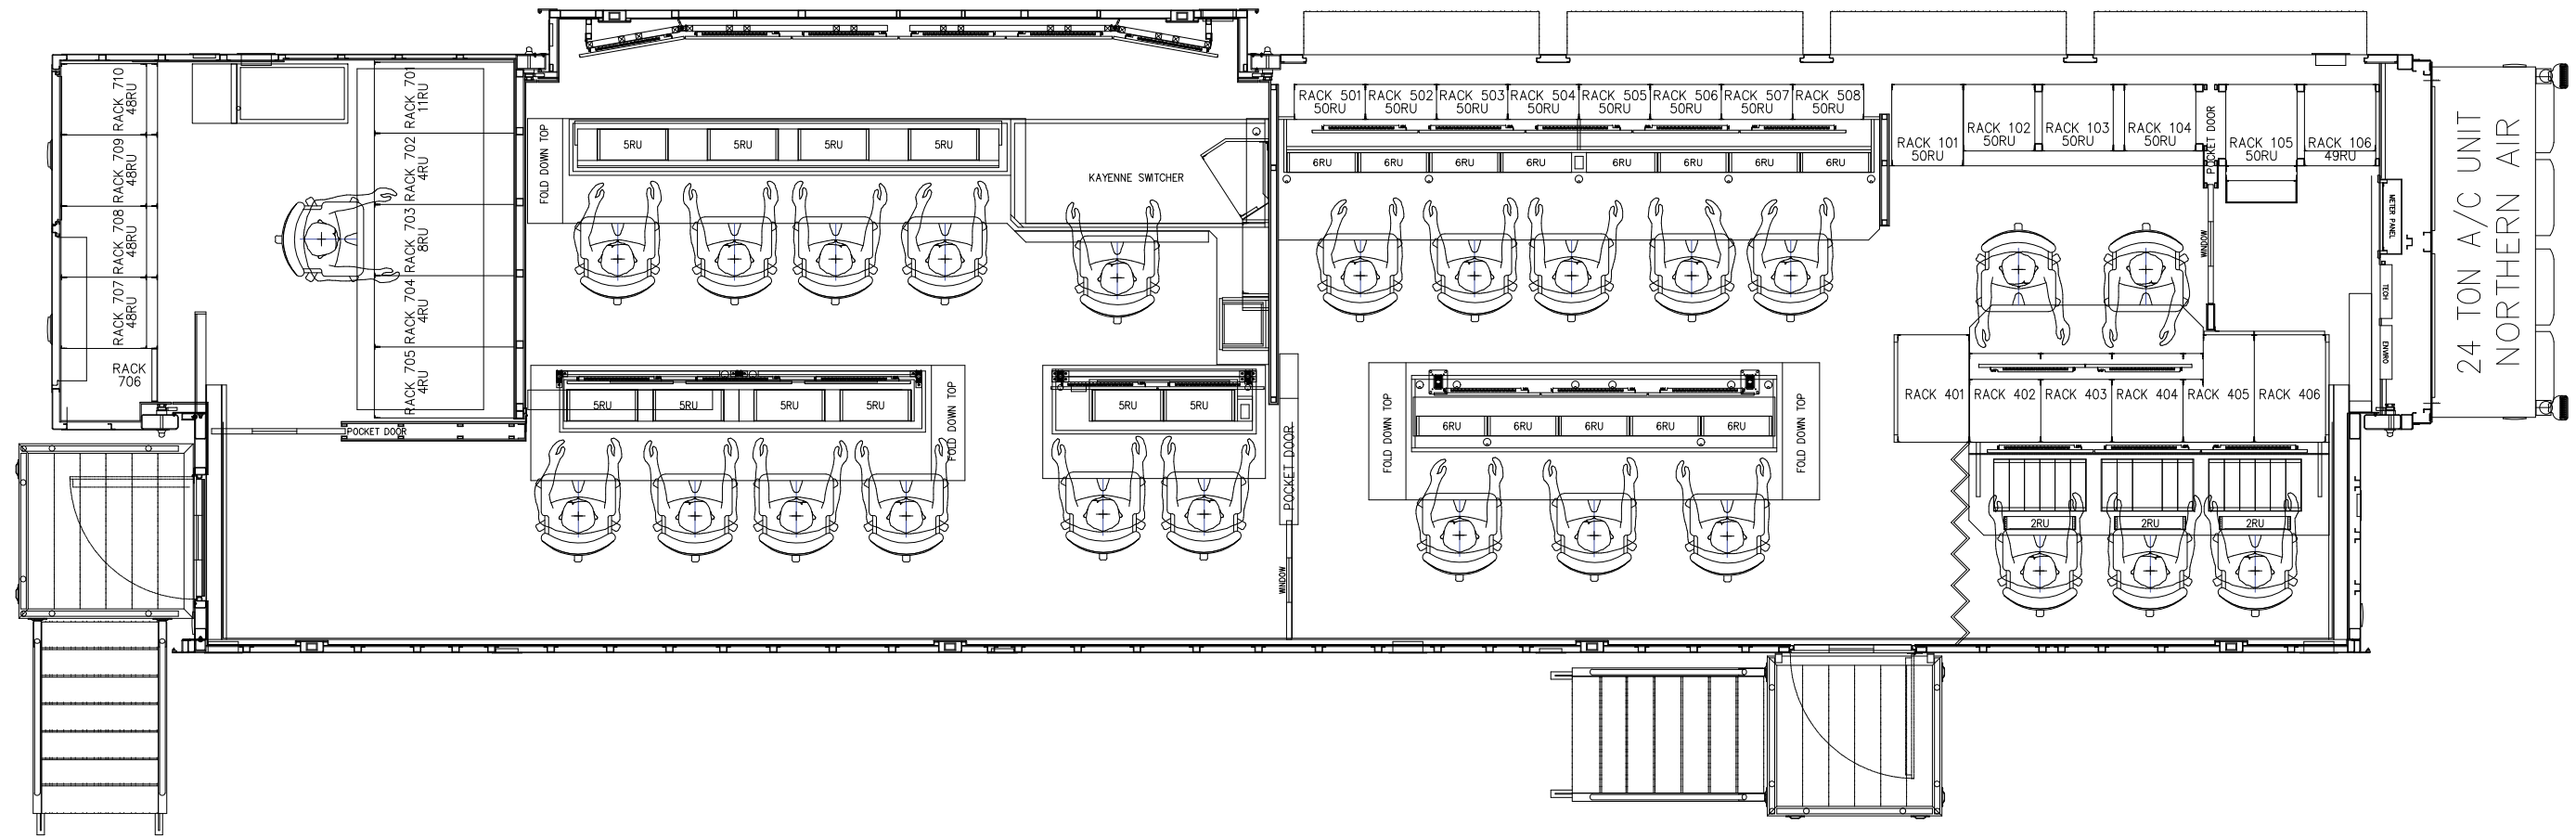 RACK 710
48RU
RACK 709
48RU
RACK 708
48RU
RACK 707
48RU
RACK
706
RACK 701
11RU
RACK 702
4RU
RACK 703
8RU
RACK 704
4RU
RACK 705
4RU
POCKET DOOR
FOLD DOWN TOP
5RU
5RU
5RU
5RU
KAYENNE SWITCHER
5RU
5RU
5RU
5RU
FOLD DOWN TOP
5RU
5RU
POCKET DOOR
WINDOW
RACK 501
50RU
RACK 502
50RU
RACK 503
50RU
RACK 504
50RU
RACK 505
50RU
RACK 506
50RU
RACK 507
50RU
RACK 508
50RU
6RU
6RU
6RU
6RU
6RU
6RU
6RU
6RU
FOLD DOWN TOP
6RU
6RU
6RU
6RU
6RU
FOLD DOWN TOP
RACK 101
50RU
RACK 102
50RU
RACK 103
50RU
RACK 104
50RU
POCKET DOOR
RACK 105
50RU
RACK 106
49RU
WINDOW
METER PANEL
TECH
ENVIRO
RACK 401
RACK 402
RACK 403
RACK 404
RACK 405
RACK 406
2RU
2RU
2RU
24 TON A/C UNIT
NORTHERN AIR